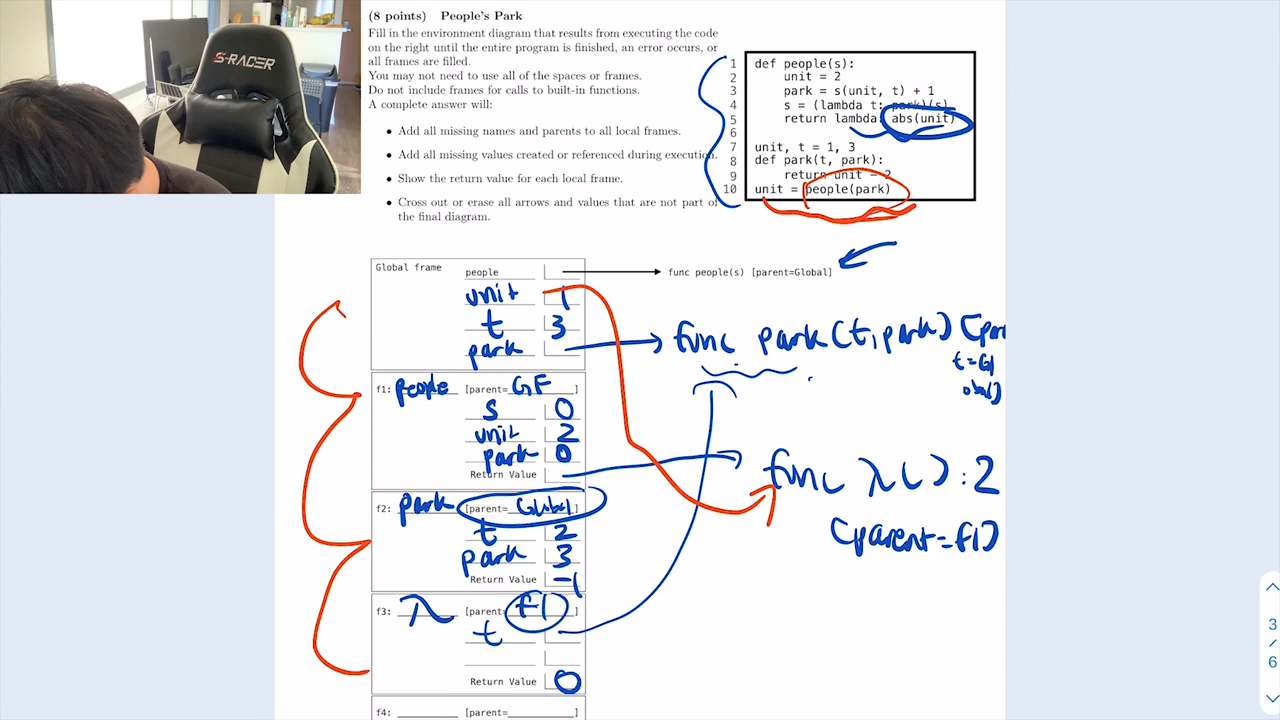 S-RACER
(8 points) People's Park
Fill in the environment diagram that results from executing the code
on the right until the entire program is finished, an error occurs, or
all frames are filled.
You may not need to use all of the spaces or frames.
Do not include frames for calls to built-in functions.
A complete answer will:
• Add all missing names and parents to all local frames.
• Add all missing values created or referenced during execution.
• Show the return value for each local frame.
• Cross out or erase all arrows and values that are not part of
the final diagram.
1 def people(s):
2 unit = 2
3 park = s(unit, t) + 1
4 s = (lambda t: park)(s)
5 return lambda: abs(unit)
6
7 unit, t = 1, 3
8 def park(t, park):
9 return unit - 2
10 unit = people(park)
Global frame
people
func people(s) [parent=Global]
unit 1
t 3
park
func park(t, park) (par
t=Gl
obal)
f1: people [parent= GF ]
s 0
unit 2
park 0
Return Value
func λ( ): 2
(parent=f1)
f2: park [parent= Global ]
t 2
park 3
Return Value -1
f3: λ [parent= f1 ]
t
Return Value 0
f4: [parent= ]
3
/
6